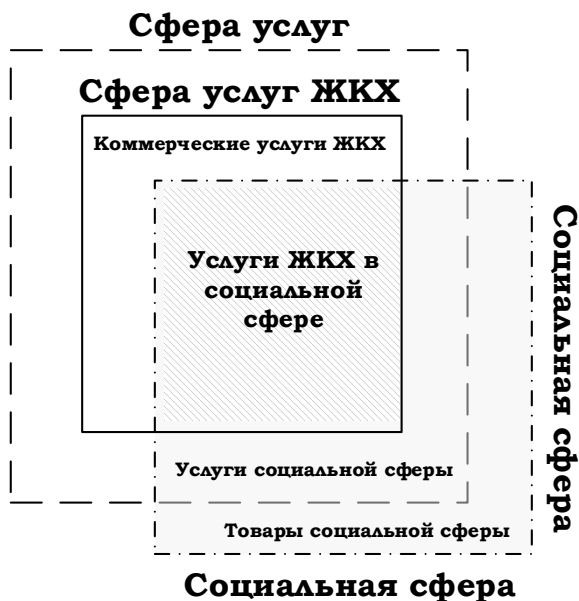 Сфера услуг
Сфера услуг ЖКХ
Коммерческие услуги ЖКХ
Услуги ЖКХ в
социальной
сфере
Социальная сфера
Услуги социальной сферы
Товары социальной сферы
Социальная сфера